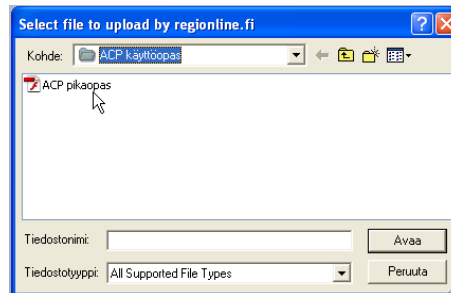 Select file to upload by regionline.fi
Kohde: ACP käyttöopas
ACP pikaopas
Tiedostonimi:
Avaa
Tiedostotyyppi: All Supported File Types
Peruuta